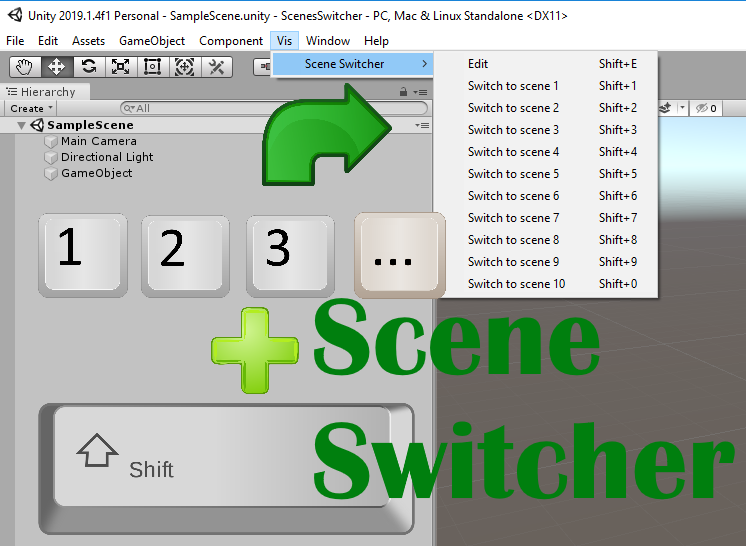 Unity 2019.1.4f1 Personal - SampleScene.unity - ScenesSwitcher - PC, Mac & Linux Standalone <DX11>
File Edit Assets GameObject Component Vis Window Help
Scene Switcher
Edit Shift+E
Switch to scene 1 Shift+1
Switch to scene 2 Shift+2
Switch to scene 3 Shift+3
Switch to scene 4 Shift+4
Switch to scene 5 Shift+5
Switch to scene 6 Shift+6
Switch to scene 7 Shift+7
Switch to scene 8 Shift+8
Switch to scene 9 Shift+9
Switch to scene 10 Shift+0
Hierarchy
Create All
0
SampleScene
Main Camera
Directional Light
GameObject
1 2 3 ...
Scene
Switcher
Shift